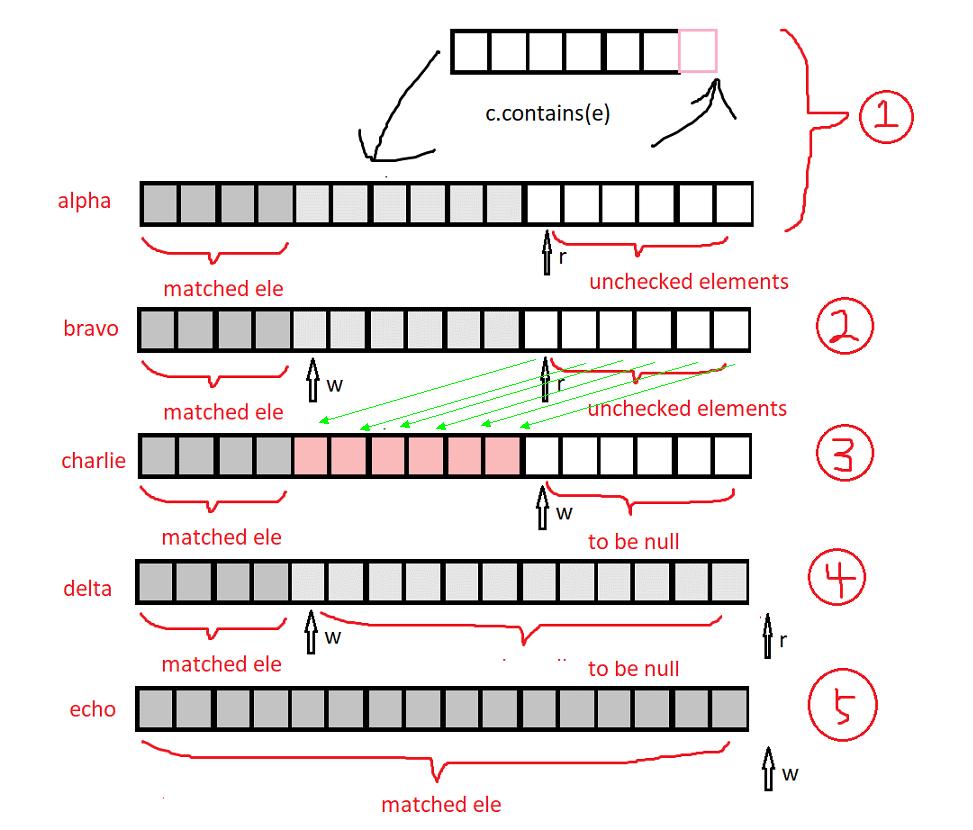 c.contains(e)
1
alpha
r
matched ele
unchecked elements
bravo
2
w
r
matched ele
unchecked elements
charlie
3
w
matched ele
to be null
delta
4
w
r
matched ele
to be null
echo
5
w
matched ele